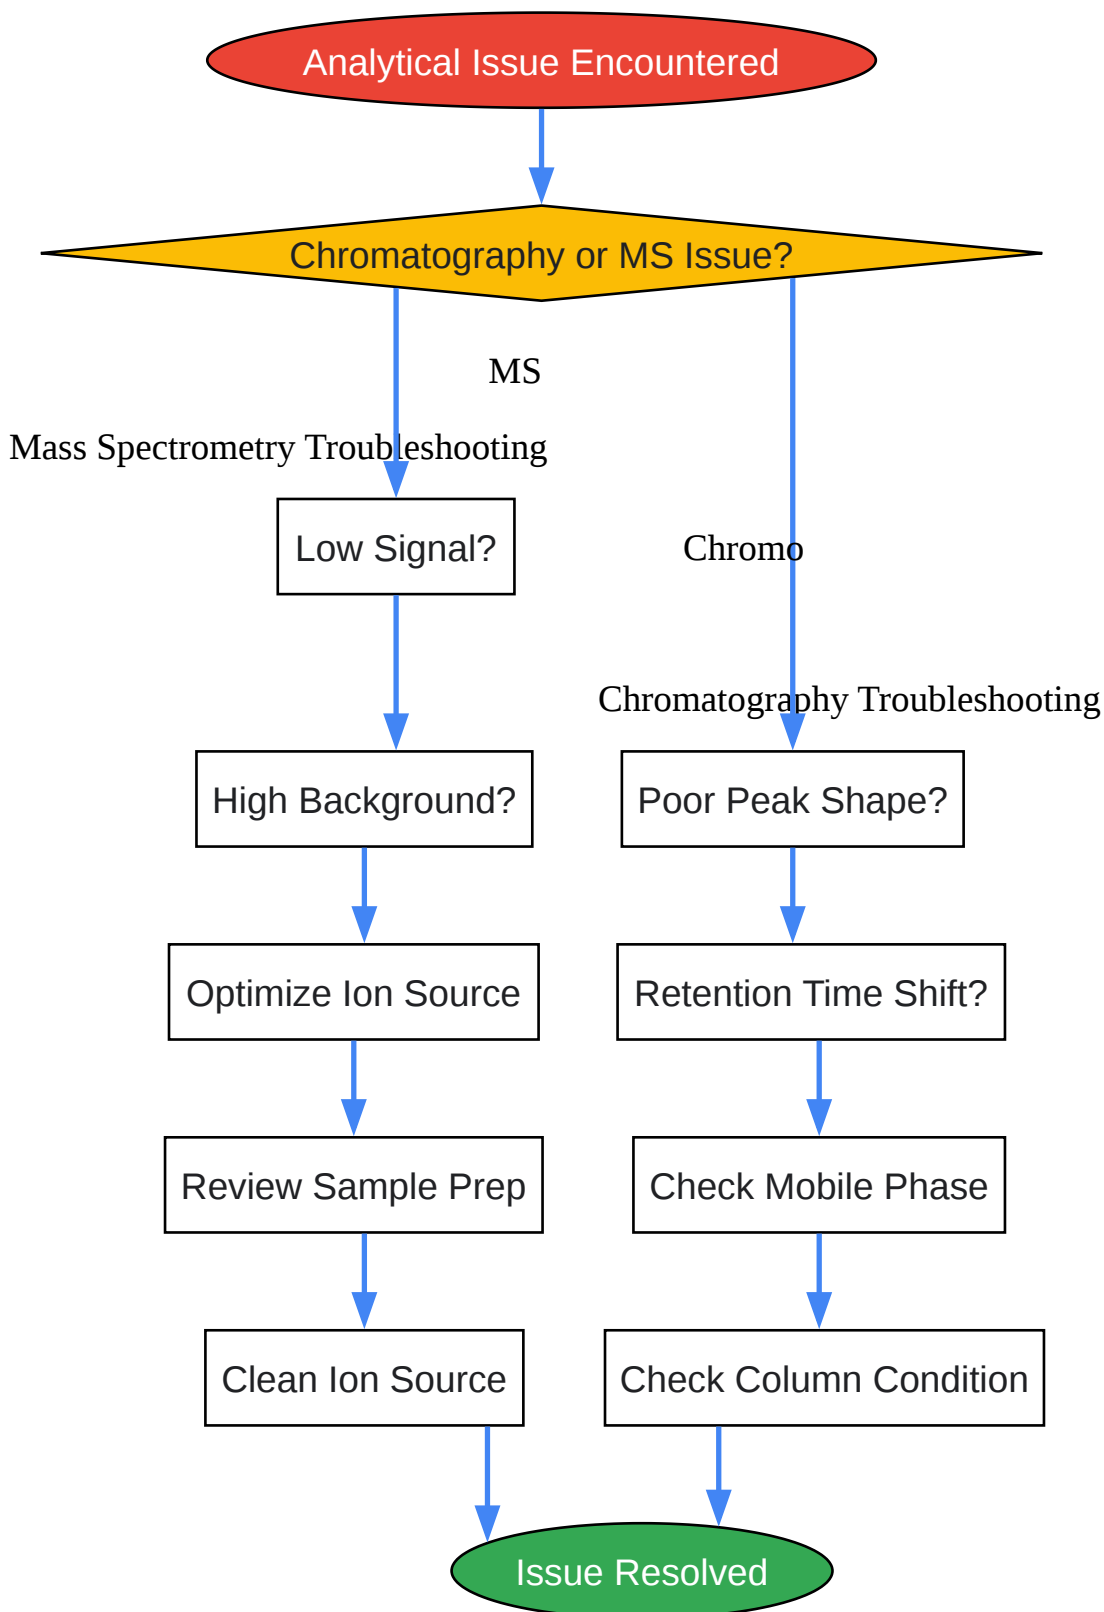 Analytical Issue Encountered
Chromatography or MS Issue?
MS
Mass Spectrometry Troubleshooting
Low Signal?
Chromo
Chromatography Troubleshooting
High Background?
Poor Peak Shape?
Optimize Ion Source
Retention Time Shift?
Review Sample Prep
Check Mobile Phase
Clean Ion Source
Check Column Condition
Issue Resolved